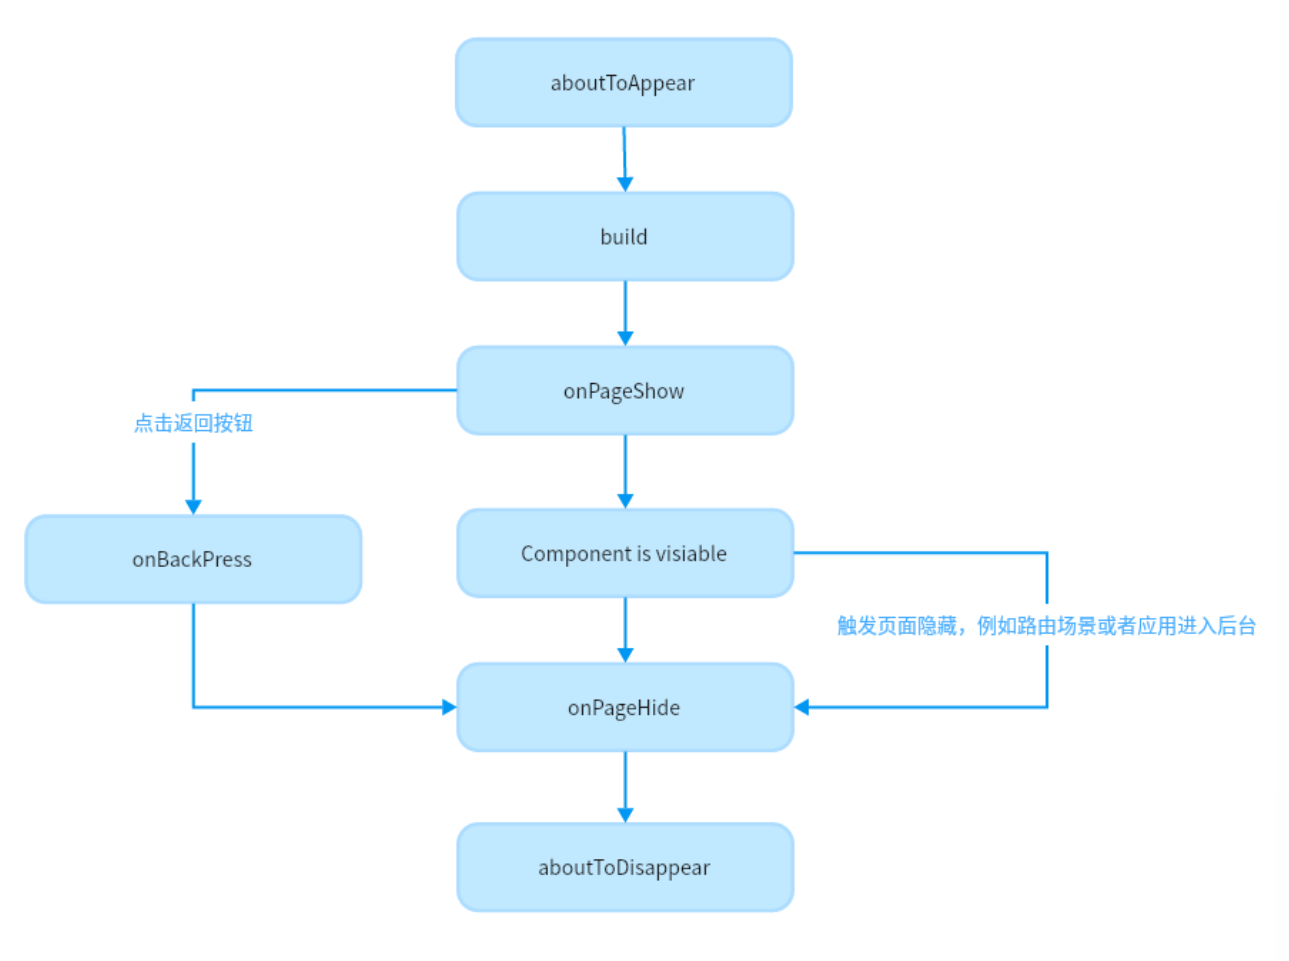 aboutToAppear
build
onPageShow
点击返回按钮
onBackPress
Component is visiable
触发页面隐藏，例如路由场景或者应用进入后台
onPageHide
aboutToDisappear